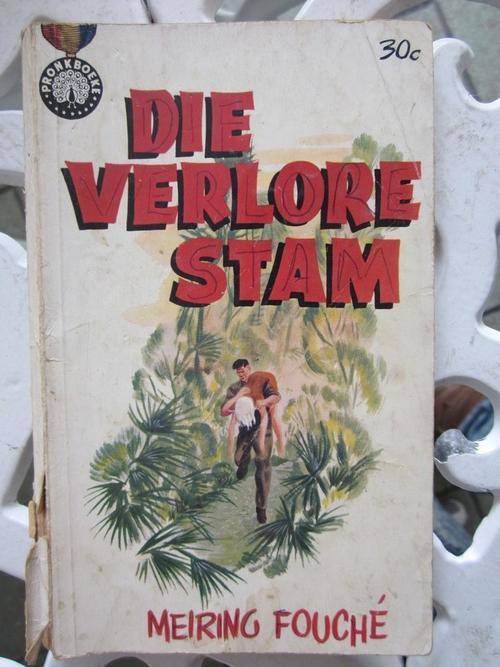 PRONKBOEKE
30c
DIE
VERLORE
STAM
MEIRING FOUCHÉ